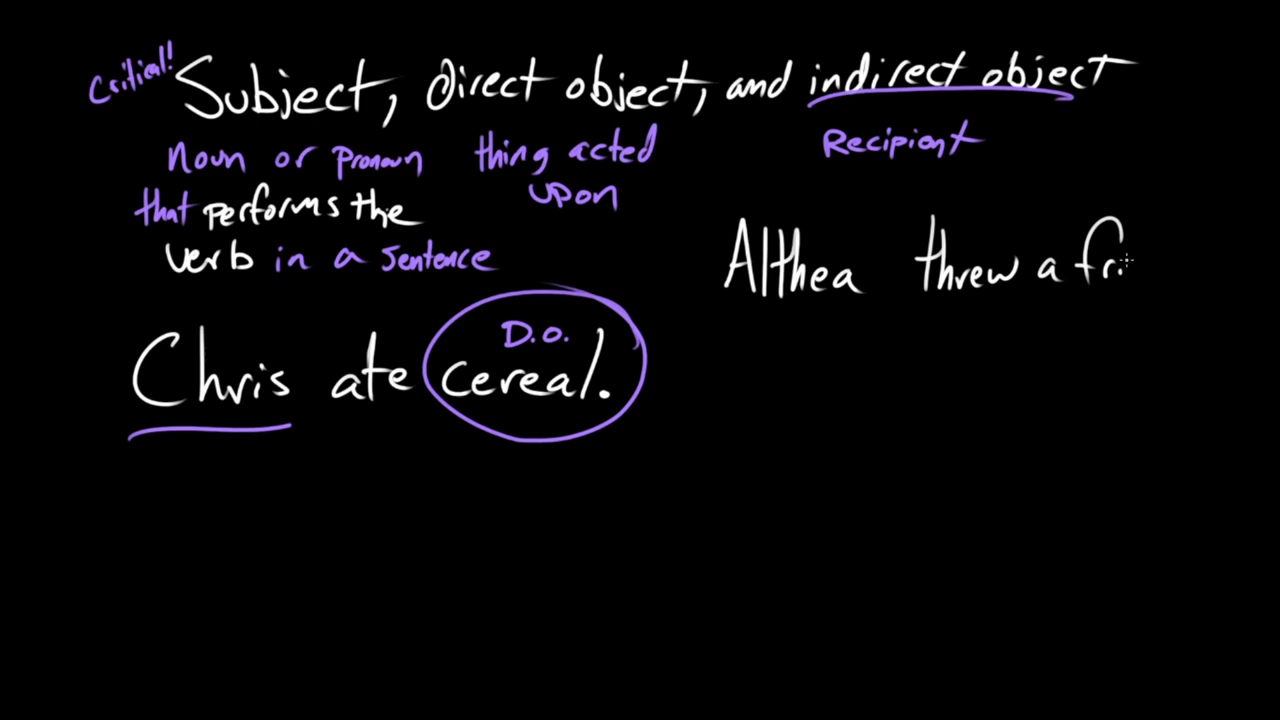 Critical!
Subject, direct object, and indirect object
noun or pronoun
that performs the
verb in a sentence
thing acted
upon
Recipient
Althea threw a fri
D.O.
Chris ate cereal.